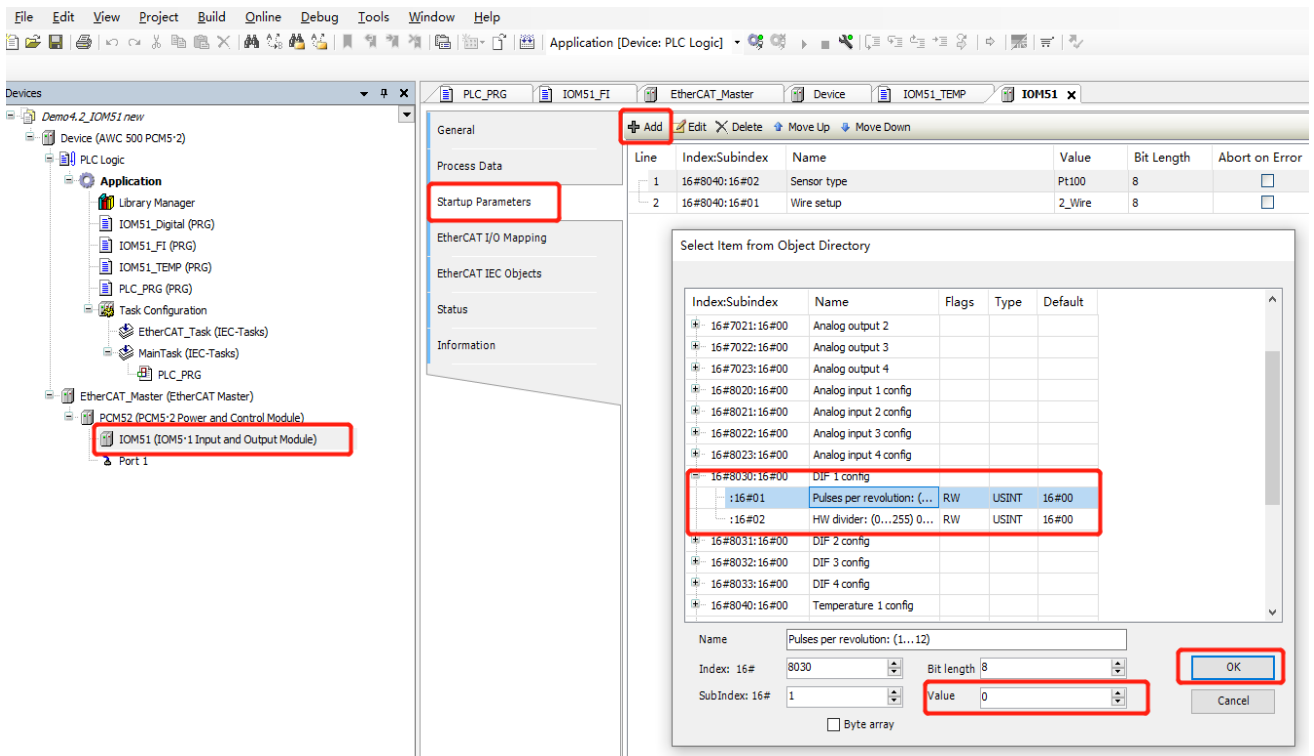 File Edit View Project Build Online Debug Tools Window Help
Application [Device: PLC Logic]
Devices
Demo4.2_IOM51 new
Device (AWC 500 PCM5·2)
PLC Logic
Application
Library Manager
IOM51_Digital (PRG)
IOM51_FI (PRG)
IOM51_TEMP (PRG)
PLC_PRG (PRG)
Task Configuration
EtherCAT_Task (IEC-Tasks)
MainTask (IEC-Tasks)
PLC_PRG
EtherCAT_Master (EtherCAT Master)
PCM52 (PCM5·2 Power and Control Module)
IOM51 (IOM5·1 Input and Output Module)
Port 1
PLC_PRG IOM51_FI EtherCAT_Master Device IOM51_TEMP IOM51
General
Process Data
Startup Parameters
EtherCAT I/O Mapping
EtherCAT IEC Objects
Status
Information
Add Edit Delete Move Up Move Down
Line Index:Subindex Name Value Bit Length Abort on Error
1 16#8040:16#02 Sensor type Pt100 8
2 16#8040:16#01 Wire setup 2_Wire 8
Select Item from Object Directory
Index:Subindex Name Flags Type Default
16#7021:16#00 Analog output 2
16#7022:16#00 Analog output 3
16#7023:16#00 Analog output 4
16#8020:16#00 Analog input 1 config
16#8021:16#00 Analog input 2 config
16#8022:16#00 Analog input 3 config
16#8023:16#00 Analog input 4 config
16#8030:16#00 DIF 1 config
:16#01 Pulses per revolution: (... RW USINT 16#00
:16#02 HW divider: (0...255) 0... RW USINT 16#00
16#8031:16#00 DIF 2 config
16#8032:16#00 DIF 3 config
16#8033:16#00 DIF 4 config
16#8040:16#00 Temperature 1 config
Name Pulses per revolution: (1...12)
Index: 16# 8030 Bit length 8 OK
SubIndex: 16# 1 Value 0 Cancel
Byte array